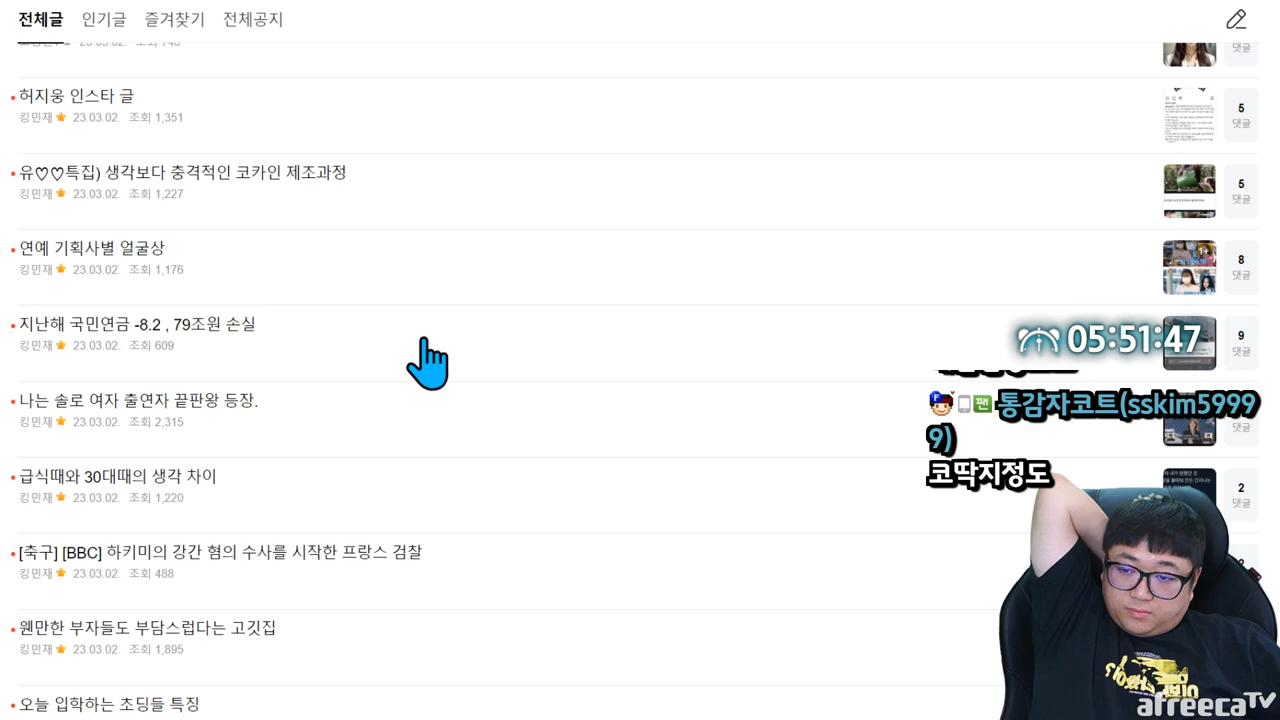 전체글 인기글 즐겨찾기 전체공지
23.03.02. 조회 740
댓글
허지웅 인스타 글
킹민재 23.03.02. 조회 1,351
5
댓글
유♡♡특집) 생각보다 충격적인 코카인 제조과정
킹민재 23.03.02. 조회 1,227
5
댓글
연예 기획사별 얼굴상
킹민재 23.03.02. 조회 1,176
8
댓글
지난해 국민연금 -8.2 , 79조원 손실
킹민재 23.03.02. 조회 609
05:51:47
9
댓글
나는 솔로 여자 출연자 끝판왕 등장.
킹민재 23.03.02. 조회 2,315
댓글
F 팬 통감자코트(sskim5999
9)
코딱지정도
급식때와 30대때의 생각 차이
킹민재 23.03.02. 조회 1,220
2
댓글
[축구] [BBC] 하키미의 강간 혐의 수사를 시작한 프랑스 검찰
킹민재 23.03.02. 조회 488
웬만한 부자들도 부담스럽다는 고깃집
킹민재 23.03.02. 조회 1,895
오늘 입학하는 초딩들 특징
afreecaTV